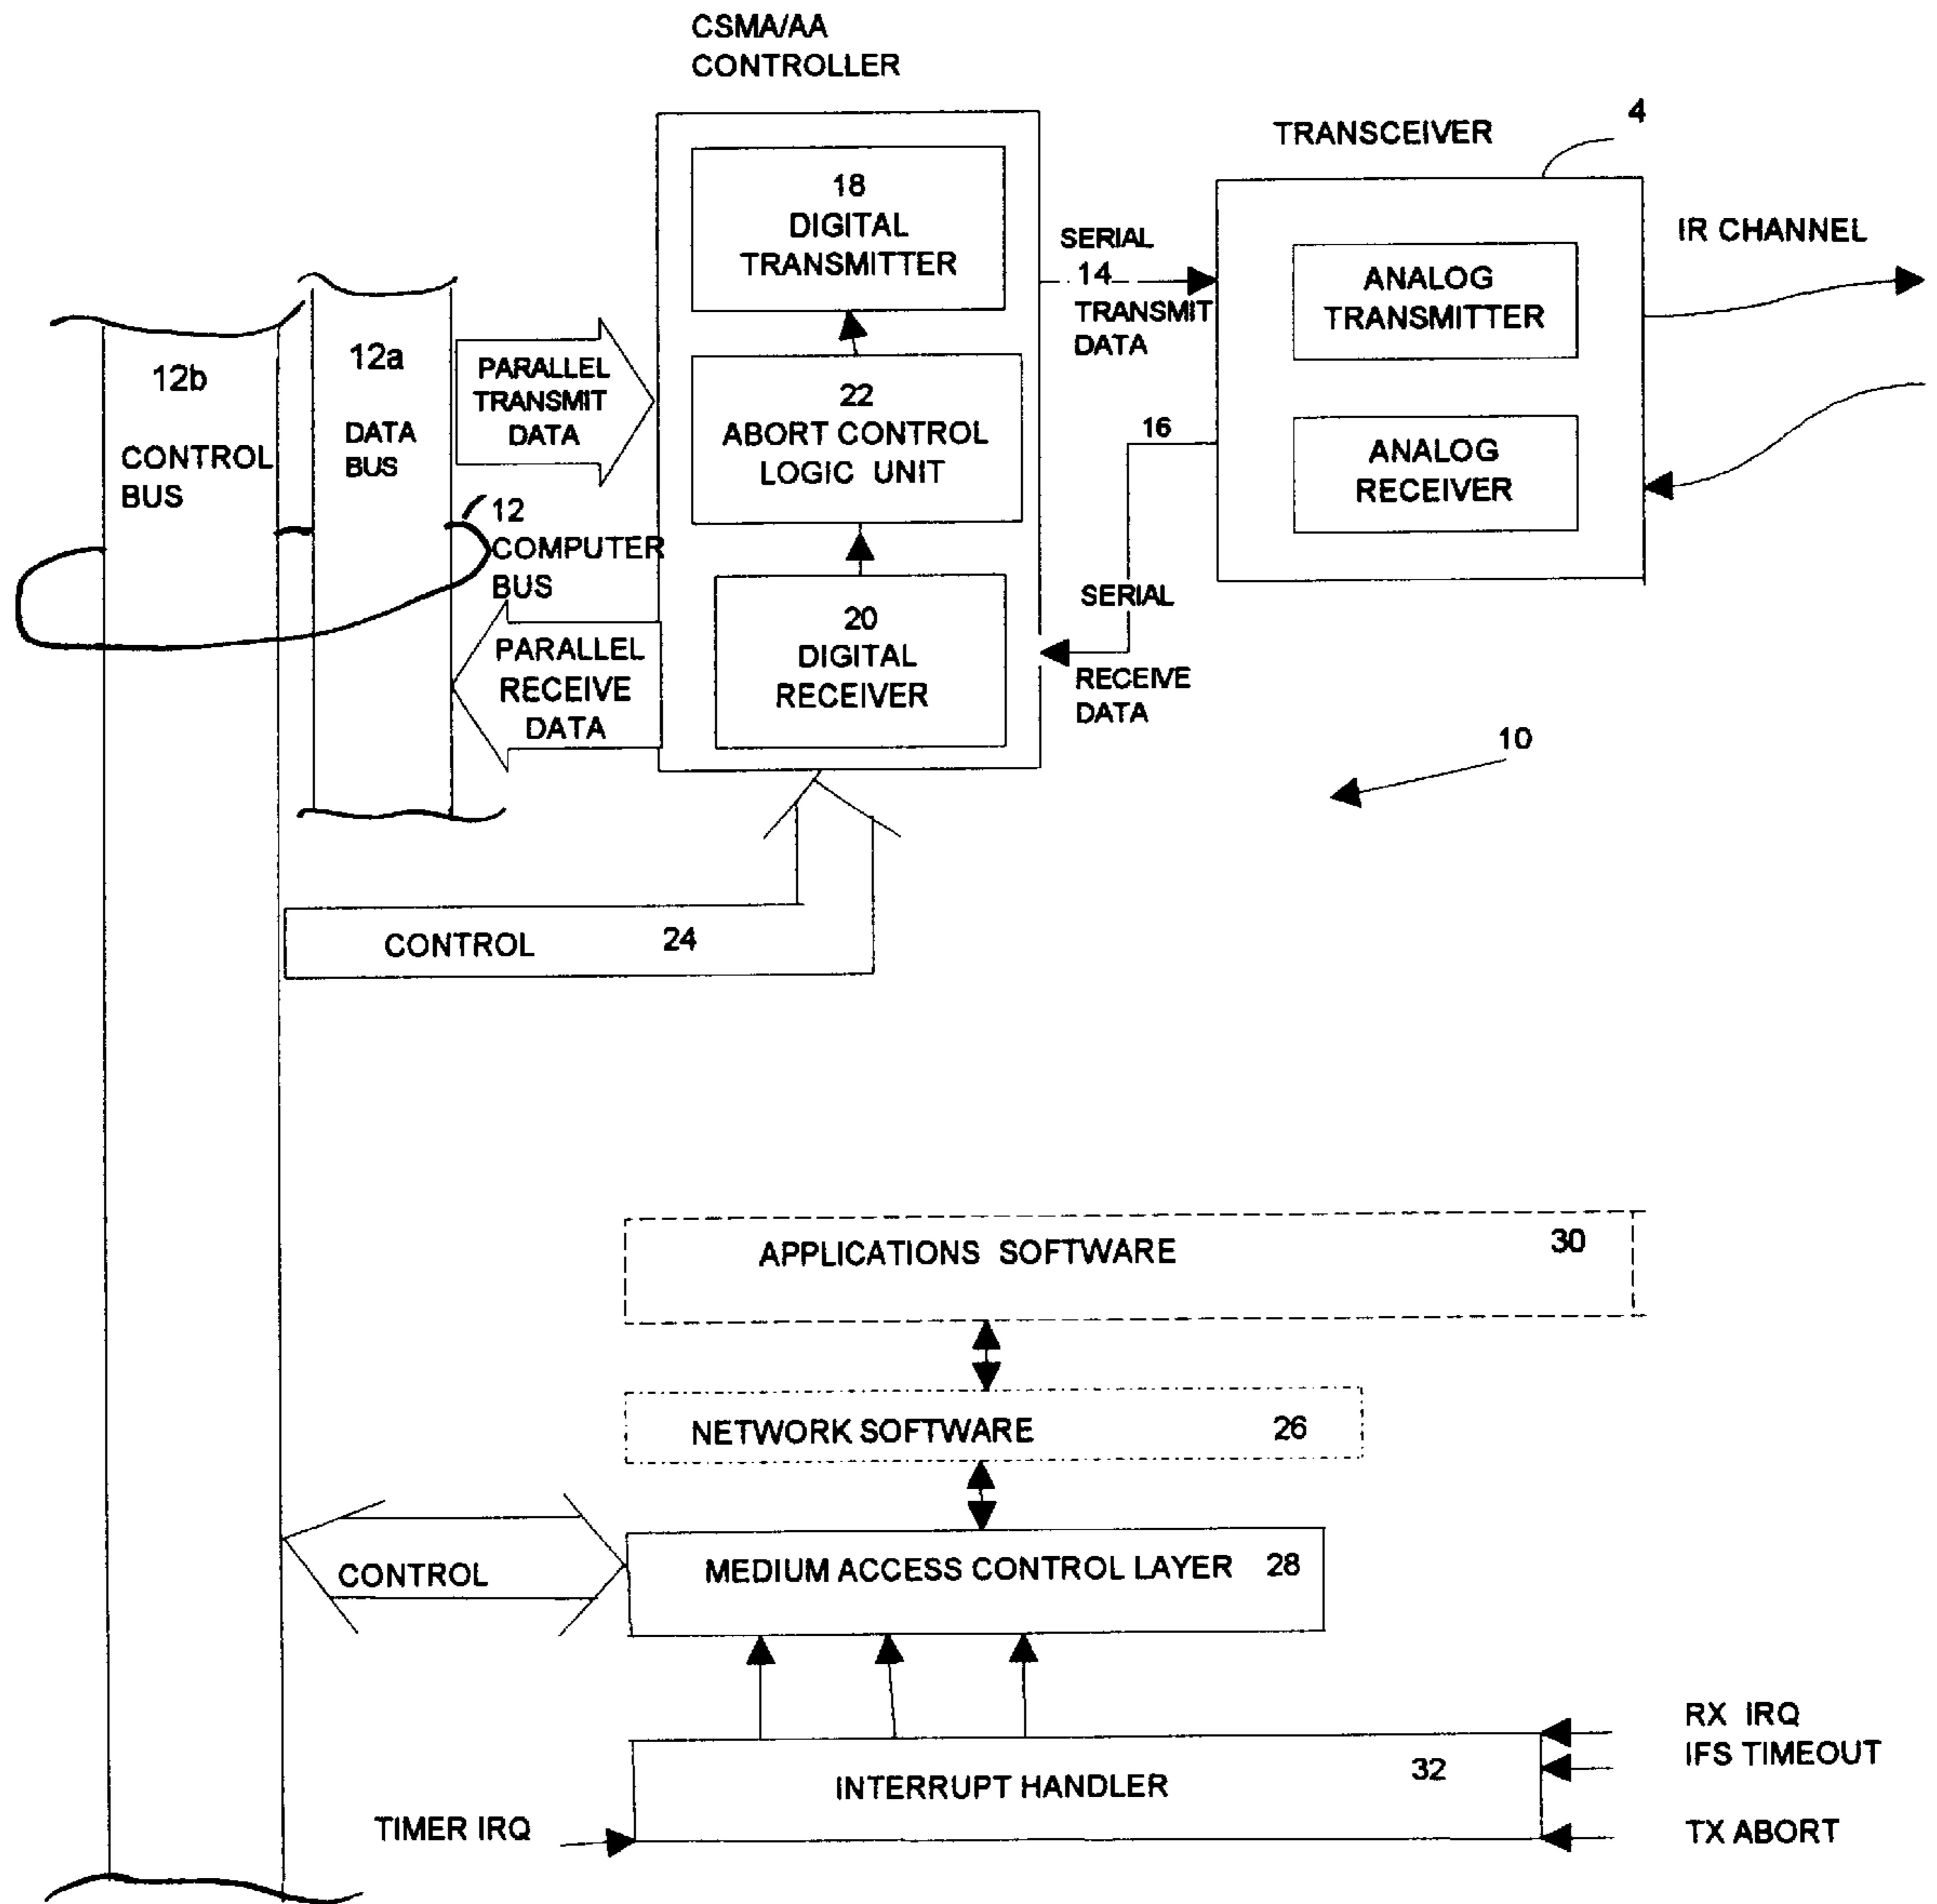 CSMA/AA
CONTROLLER
TRANSCEIVER
4
18
DIGITAL
TRANSMITTER
SERIAL
14
TRANSMIT
DATA
ANALOG
TRANSMITTER
IR CHANNEL
12b
CONTROL
BUS
12a
DATA
BUS
PARALLEL
TRANSMIT
DATA
22
ABORT CONTROL
LOGIC UNIT
16
ANALOG
RECEIVER
12
COMPUTER
BUS
PARALLEL
RECEIVE
DATA
20
DIGITAL
RECEIVER
SERIAL
RECEIVE
DATA
10
CONTROL 24
APPLICATIONS SOFTWARE 30
NETWORK SOFTWARE 26
CONTROL
MEDIUM ACCESS CONTROL LAYER 28
INTERRUPT HANDLER 32
RX IRQ
IFS TIMEOUT
TIMER IRQ
TX ABORT